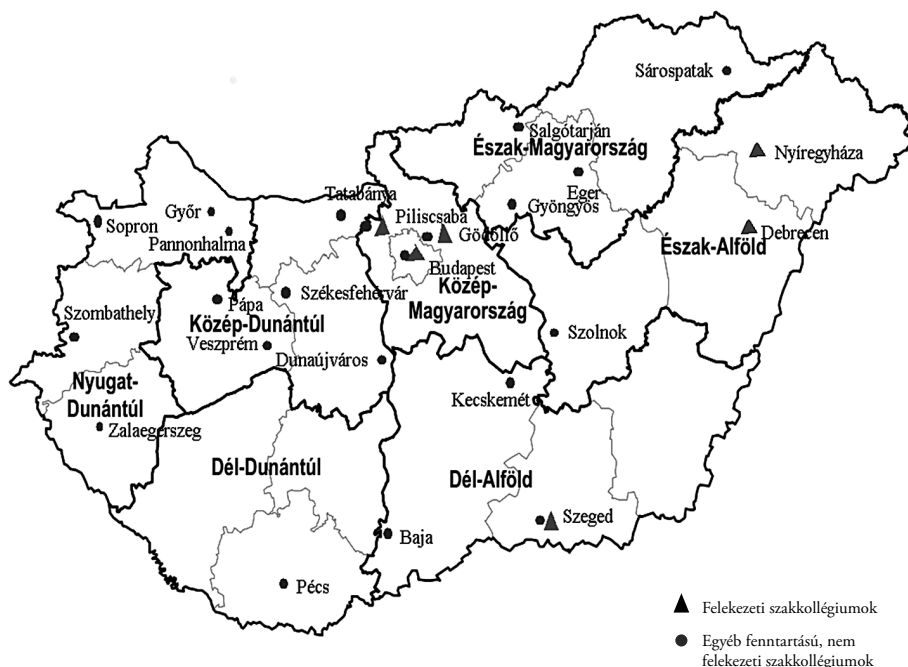 Sárospatak
Salgótarján
Észak-Magyarország
Nyíregyháza
Eger
Gyöngyös
Tatabánya
Piliscsaba
Győr
Sopron
Gödöllő
Debrecen
Pannonhalma
Észak-Alföld
Budapest
Székesfehérvár
Közép-
Magyarország
Pápa
Szombathely
Közép-Dunántúl
Szolnok
Veszprém
Dunaújváros
Nyugat-
Dunántúl
Kecskemét
Zalaegerszeg
Dél-Dunántúl
Dél-Alföld
Szeged
Baja
Pécs
Felekezeti szakkollégiumok
Egyéb fenntartású, nem
felekezeti szakkollégiumok